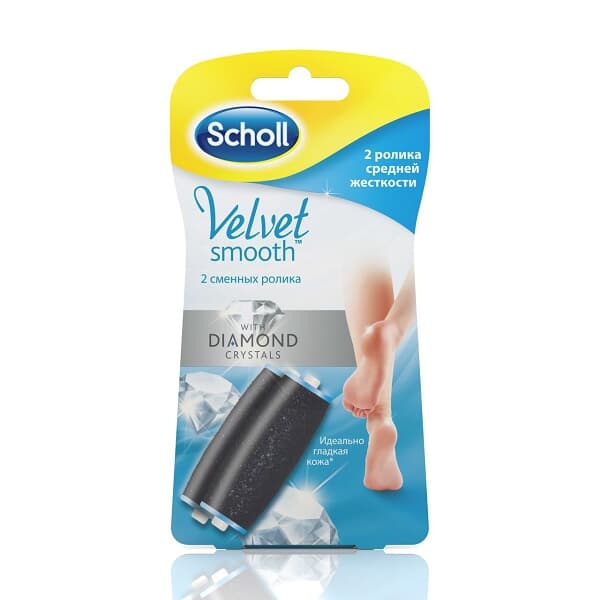 Scholl
2 ролика
средней
жесткости
Velvet
smooth™
2 сменных ролика
WITH
DIAMOND
CRYSTALS
Идеально
гладкая
кожа*